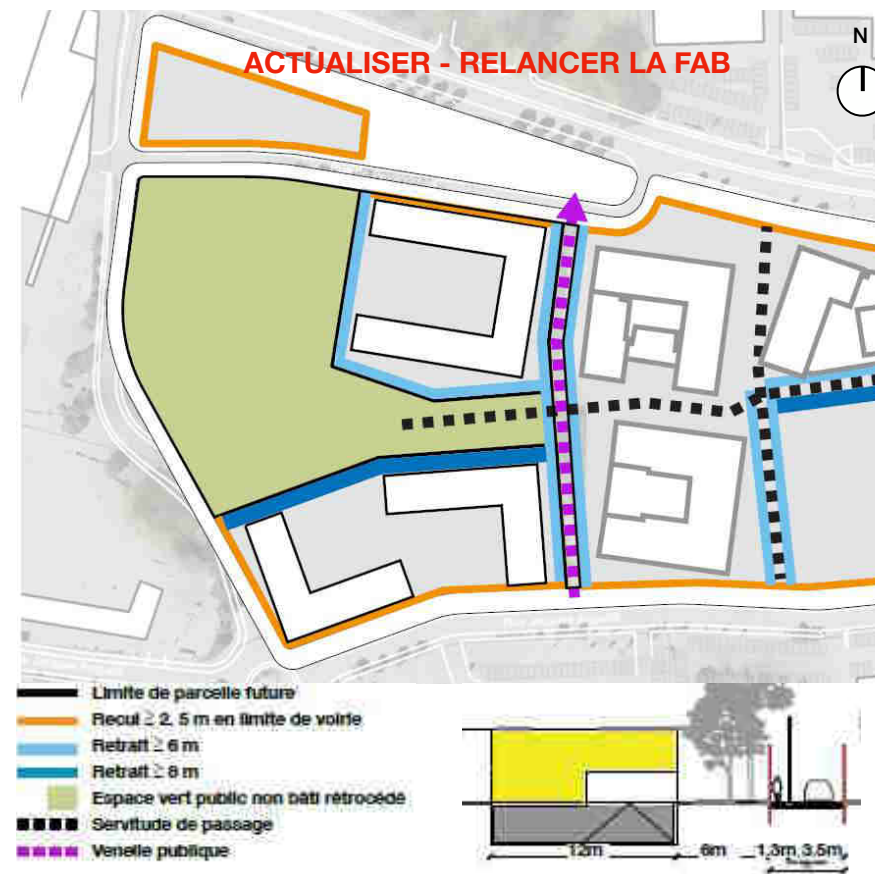 ACTUALISER - RELANCER LA FAB
N
Limite de parcelle future
Recul ≥ 2, 5 m en limite de voirie
Retrait ≥ 6 m
Retrait ≥ 8 m
Espace vert public non bâti rétrocédé
Servitude de passage
Venelle publique
12m
6m
1,3m
3,5m